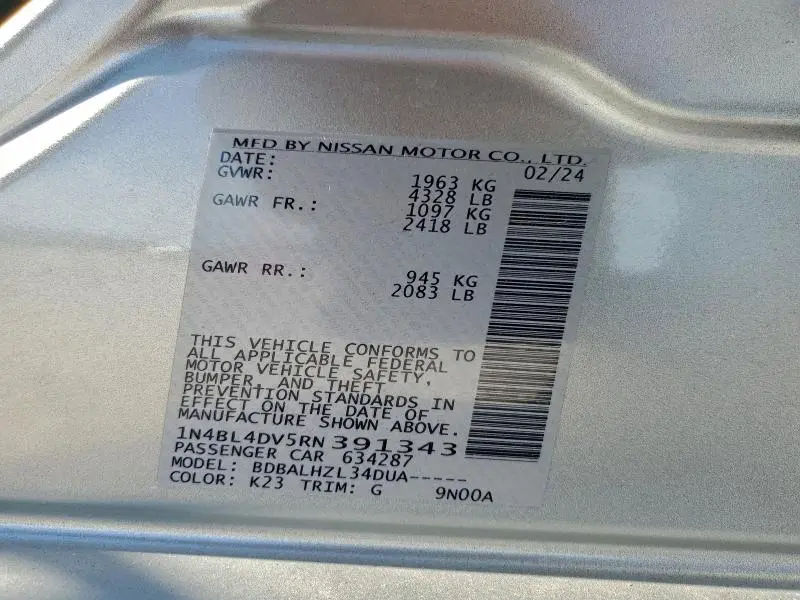 MFD BY NISSAN MOTOR CO., LTD.
DATE: 02/24
GVWR: 1963 KG
4328 LB
GAWR FR.: 1097 KG
2418 LB
GAWR RR.: 945 KG
2083 LB
THIS VEHICLE CONFORMS TO
ALL APPLICABLE FEDERAL
MOTOR VEHICLE SAFETY,
BUMPER, AND THEFT
PREVENTION STANDARDS IN
EFFECT ON THE DATE OF
MANUFACTURE SHOWN ABOVE.
1N4BL4DV5RN391343
PASSENGER CAR 634287
MODEL: BDBALHZL34DUA-----
COLOR: K23 TRIM: G 9N00A